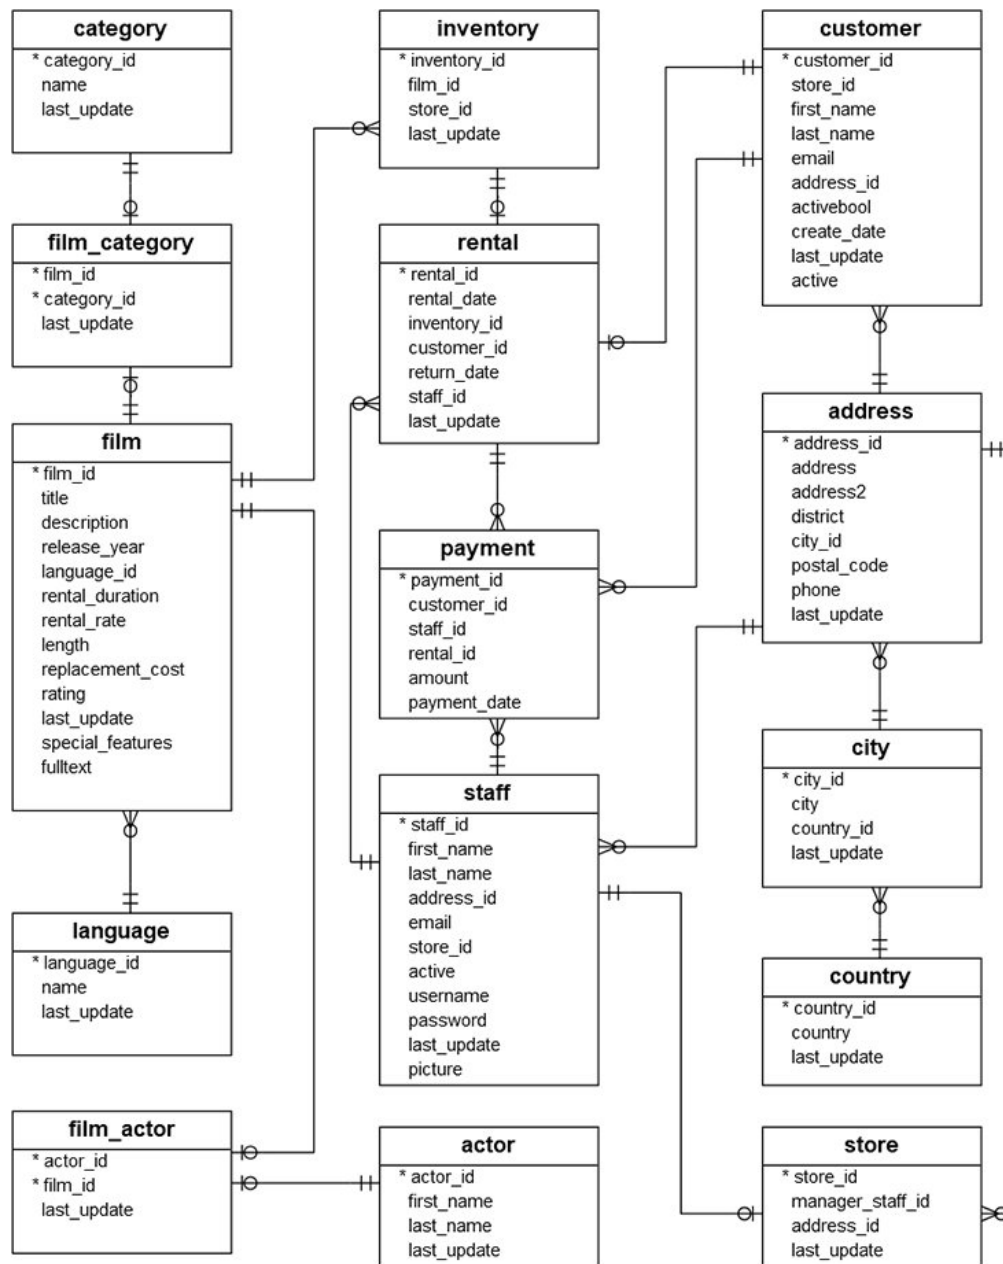 category
* category_id
name
last_update
film_category
* film_id
* category_id
last_update
film
* film_id
title
description
release_year
language_id
rental_duration
rental_rate
length
replacement_cost
rating
last_update
special_features
fulltext
language
* language_id
name
last_update
film_actor
* actor_id
* film_id
last_update
inventory
* inventory_id
film_id
store_id
last_update
rental
* rental_id
rental_date
inventory_id
customer_id
return_date
staff_id
last_update
payment
* payment_id
customer_id
staff_id
rental_id
amount
payment_date
staff
* staff_id
first_name
last_name
address_id
email
store_id
active
username
password
last_update
picture
actor
* actor_id
first_name
last_name
last_update
customer
* customer_id
store_id
first_name
last_name
email
address_id
activebool
create_date
last_update
active
address
* address_id
address
address2
district
city_id
postal_code
phone
last_update
city
* city_id
city
country_id
last_update
country
* country_id
country
last_update
store
* store_id
manager_staff_id
address_id
last_update